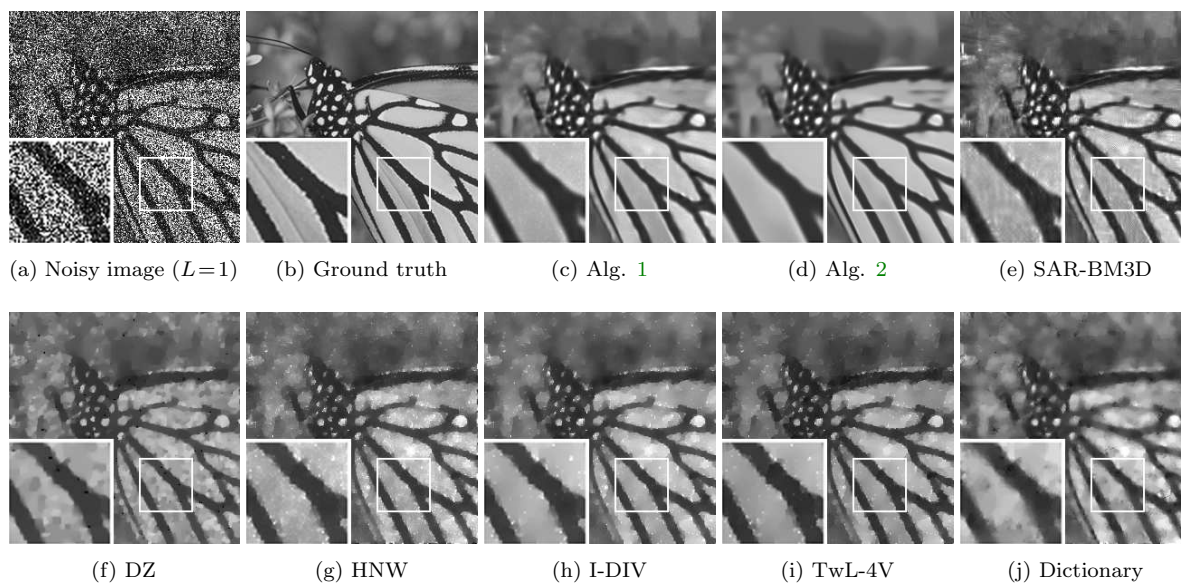 (a) Noisy image (L=1)
(b) Ground truth
(c) Alg. 1
(d) Alg. 2
(e) SAR-BM3D
(f) DZ
(g) HNW
(h) I-DIV
(i) TwL-4V
(j) Dictionary